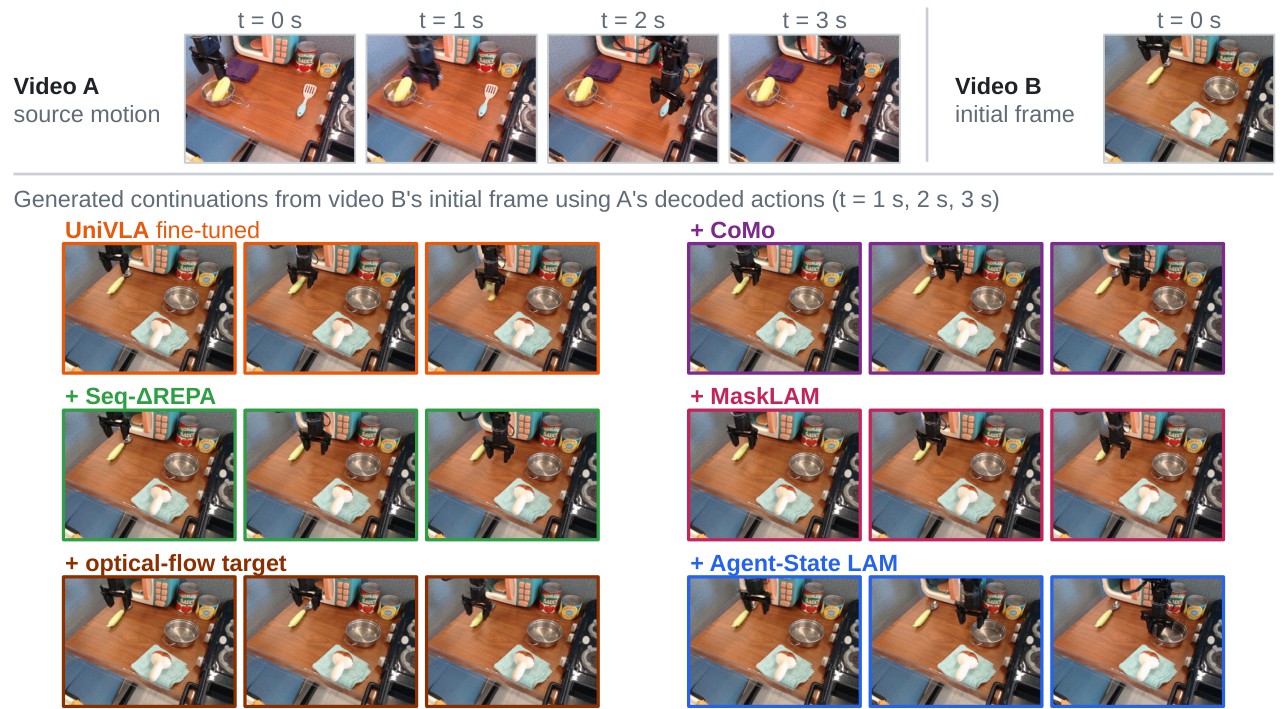 t = 0 s t = 1 s t = 2 s t = 3 s t = 0 s
Video A
source motion
Video B
initial frame
Generated continuations from video B's initial frame using A's decoded actions (t = 1 s, 2 s, 3 s)
UniVLA fine-tuned
+ CoMo
+ Seq-ΔREPA
+ MaskLAM
+ optical-flow target
+ Agent-State LAM